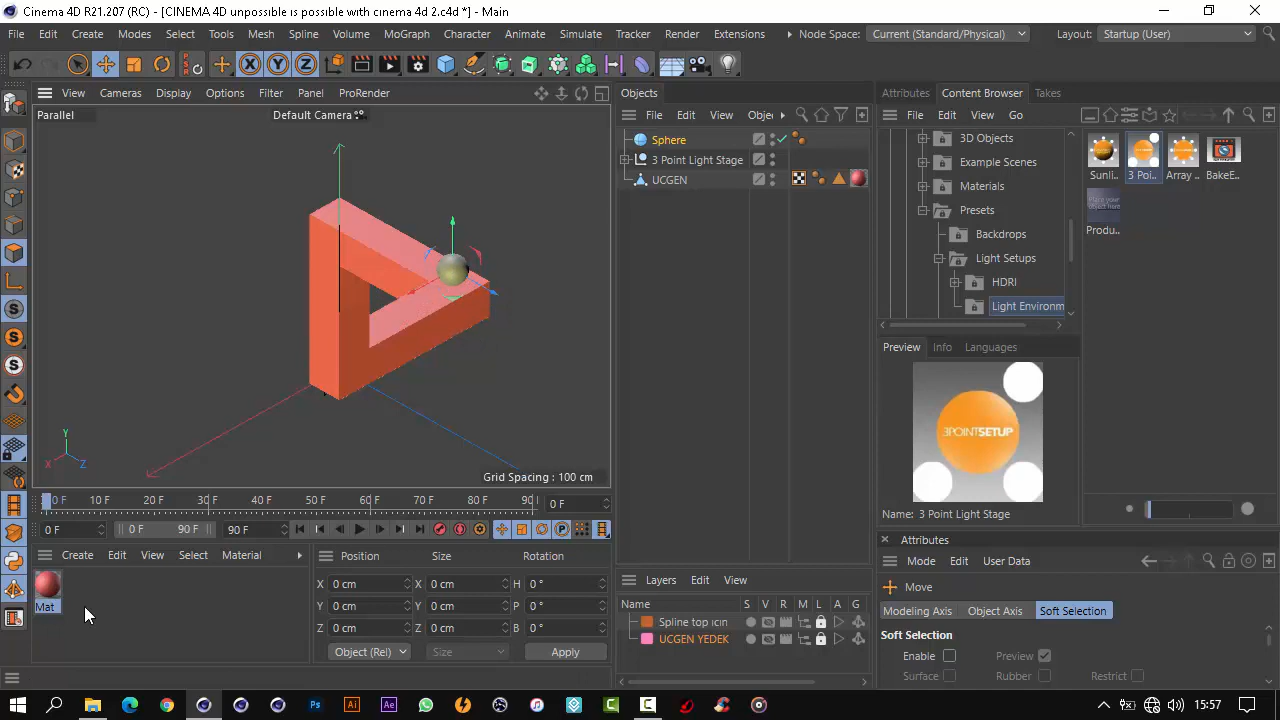 Cinema 4D R21.207 (RC) - [CINEMA 4D unpossible is possible with cinema 4d 2.c4d *] - Main
File Edit Create Modes Select Tools Mesh Spline Volume MoGraph Character Animate Simulate Tracker Render Extensions Node Space: Current (Standard/Physical) Layout: Startup (User)
X Y Z PSR
View Cameras Display Options Filter Panel ProRender
Parallel
Default Camera
Y
X Z
Grid Spacing : 100 cm
0 F 10 F 20 F 30 F 40 F 50 F 60 F 70 F 80 F 90 0 F
0 F 0 F 90 F 90 F
Create Edit View Select Material
Mat
Position Size Rotation
X 0 cm X 0 cm H 0 °
Y 0 cm Y 0 cm P 0 °
Z 0 cm Z 0 cm B 0 °
Object (Rel) Size Apply
Objects
File Edit View Objec
Sphere
3 Point Light Stage
UCGEN
Layers Edit View
Name S V R M L A G
Spline top icin
UCGEN YEDEK
Attributes Content Browser Takes
File Edit View Go
3D Objects
Example Scenes
Materials
Presets
Backdrops
Light Setups
HDRI
Light Environm
Sunli.. 3 Poi.. Array .. BakeE..
Place your object here
Produ..
Preview Info Languages
3POINTSETUP
Name: 3 Point Light Stage
Attributes
Mode Edit User Data
Move
Modeling Axis Object Axis Soft Selection
Soft Selection
Enable Preview
Surface Rubber Restrict
Ps Ai Ae
15:57